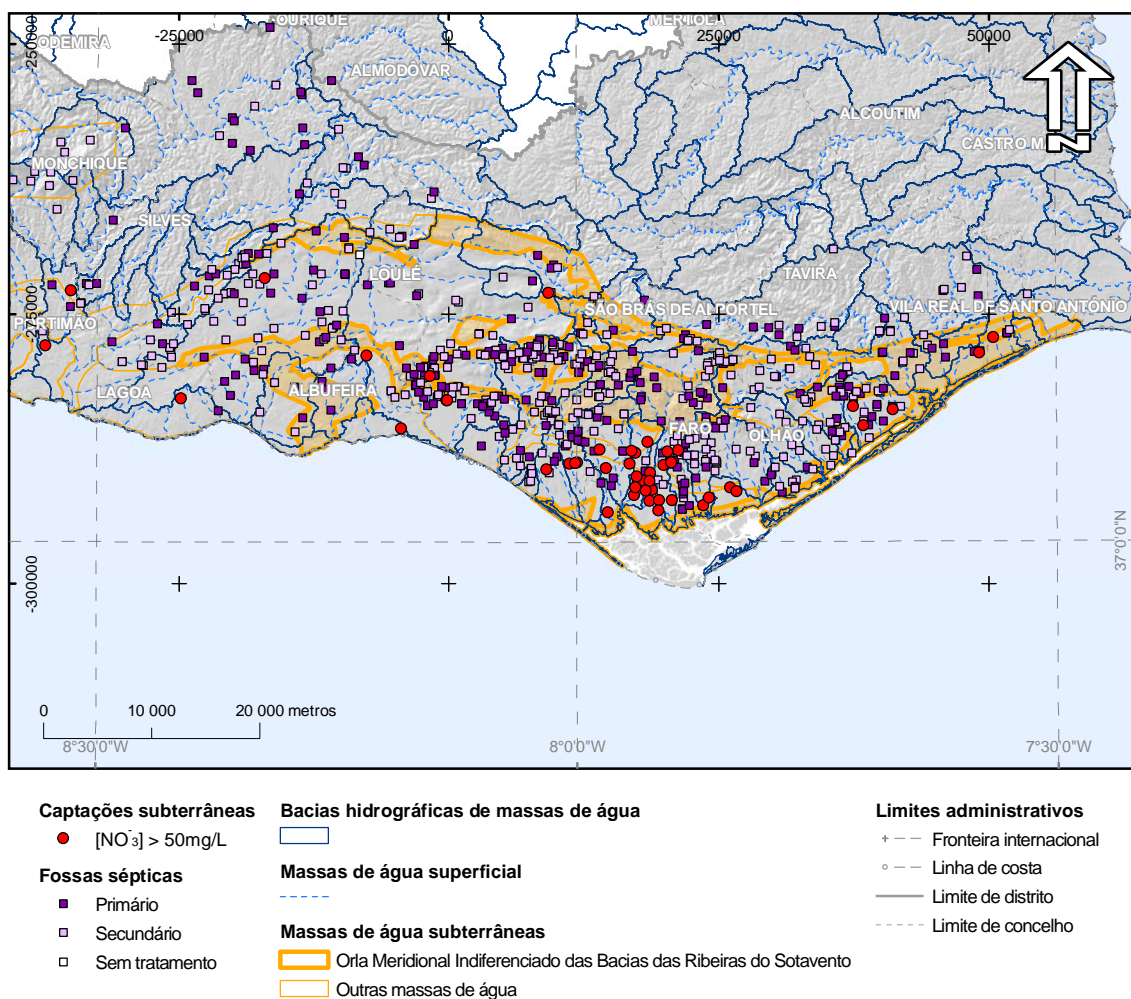 OURIQUE
MÉRTOLA
-25000
0
25000
50000
250000
ODEMIRA
ALMODÔVAR
ALCOUTIM
CASTRO MA
MONCHIQUE
SILVES
LOULÉ
TAVIRA
SÃO BRÁS DE ALPORTEL
VILA REAL DE SANTO ANTÓNIO
75000
PORTIMÃO
LAGOA
ALBUFEIRA
FARO
OLHÃO
37°0'0"N
-300000
0
10 000
20 000 metros
8°30'0"W
8°0'0"W
7°30'0"W
N
Captações subterrâneas
[NO-3] > 50mg/L
Fossas sépticas
Primário
Secundário
Sem tratamento
Bacias hidrográficas de massas de água
Massas de água superficial
Massas de água subterrâneas
Orla Meridional Indiferenciado das Bacias das Ribeiras do Sotavento
Outras massas de água
Limites administrativos
Fronteira internacional
Linha de costa
Limite de distrito
Limite de concelho